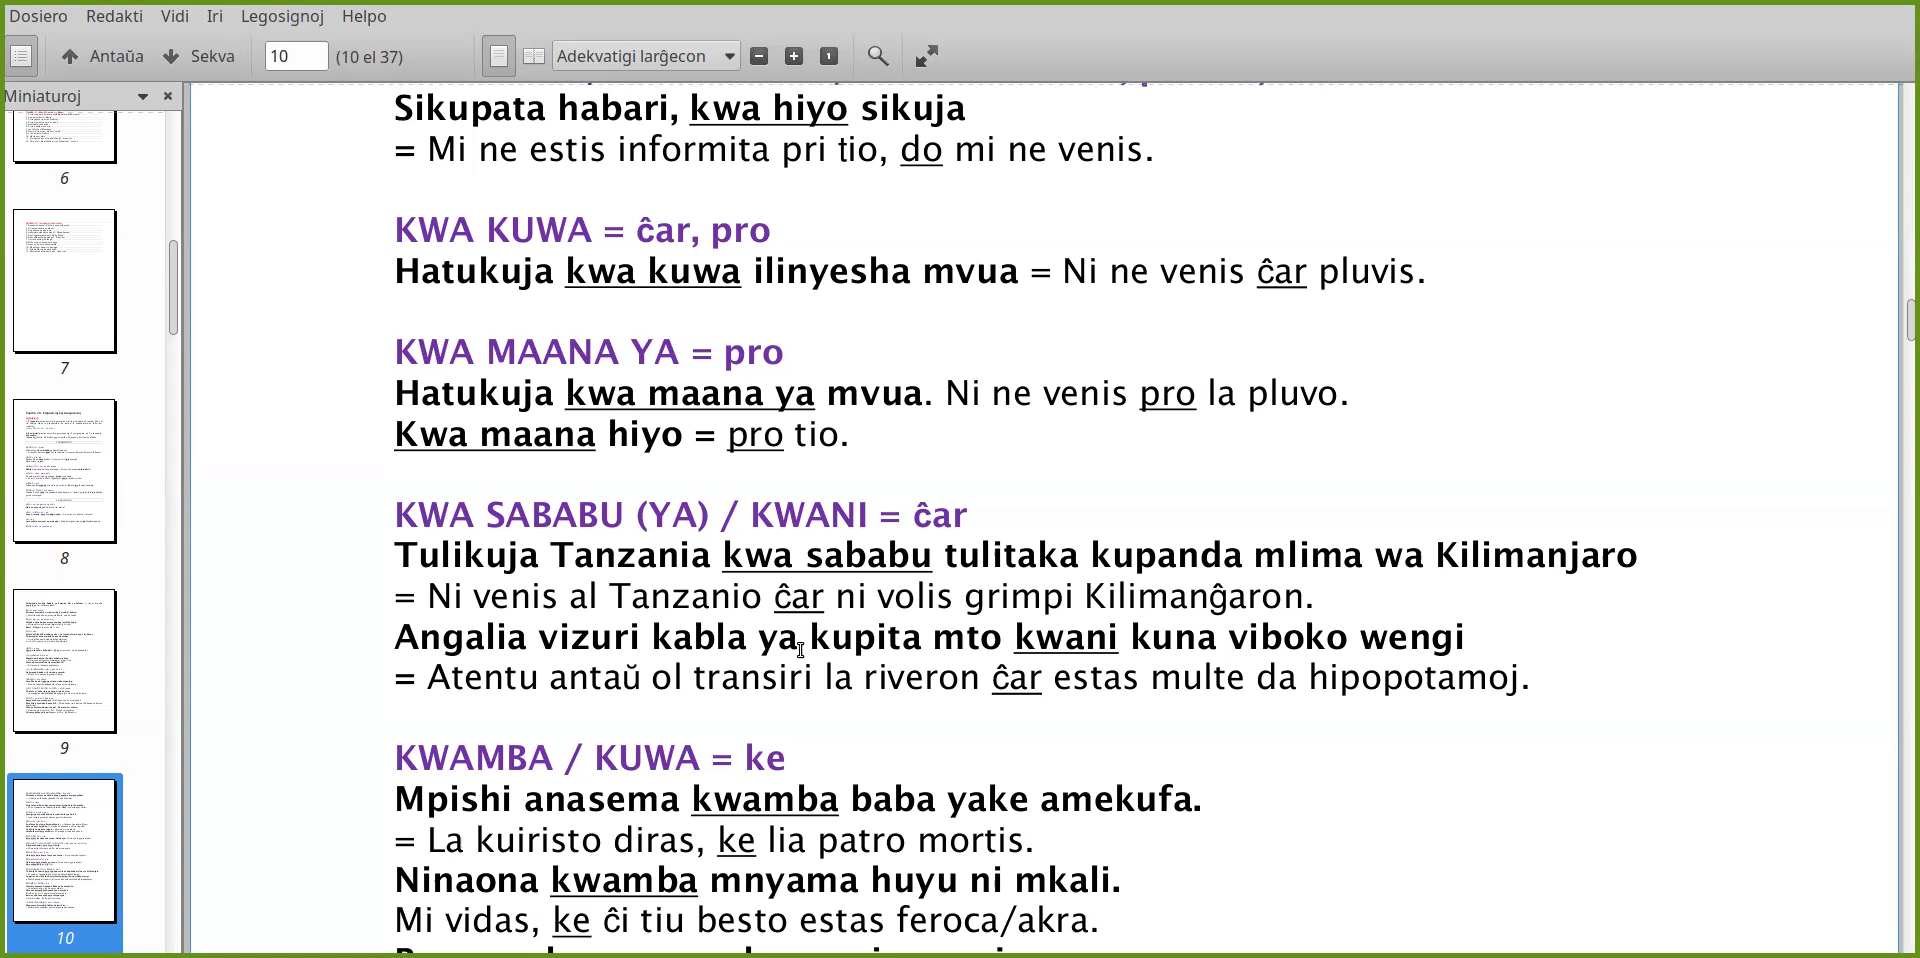 Dosiero Redakti Vidi Iri Legosignoj Helpo
Antaŭa Sekva 10 (10 el 37) Adekvatigi larĝecon
Miniaturoj
6
7
8
9
10
Sikupata habari, kwa hiyo sikuja
= Mi ne estis informita pri tio, do mi ne venis.
KWA KUWA = ĉar, pro
Hatukuja kwa kuwa ilinyesha mvua = Ni ne venis ĉar pluvis.
KWA MAANA YA = pro
Hatukuja kwa maana ya mvua. Ni ne venis pro la pluvo.
Kwa maana hiyo = pro tio.
KWA SABABU (YA) / KWANI = ĉar
Tulikuja Tanzania kwa sababu tulitaka kupanda mlima wa Kilimanjaro
= Ni venis al Tanzanio ĉar ni volis grimpi Kilimanĝaron.
Angalia vizuri kabla ya kupita mto kwani kuna viboko wengi
= Atentu antaŭ ol transiri la riveron ĉar estas multe da hipopotamoj.
KWAMBA / KUWA = ke
Mpishi anasema kwamba baba yake amekufa.
= La kuiristo diras, ke lia patro mortis.
Ninaona kwamba mnyama huyu ni mkali.
Mi vidas, ke ĉi tiu besto estas feroca/akra.